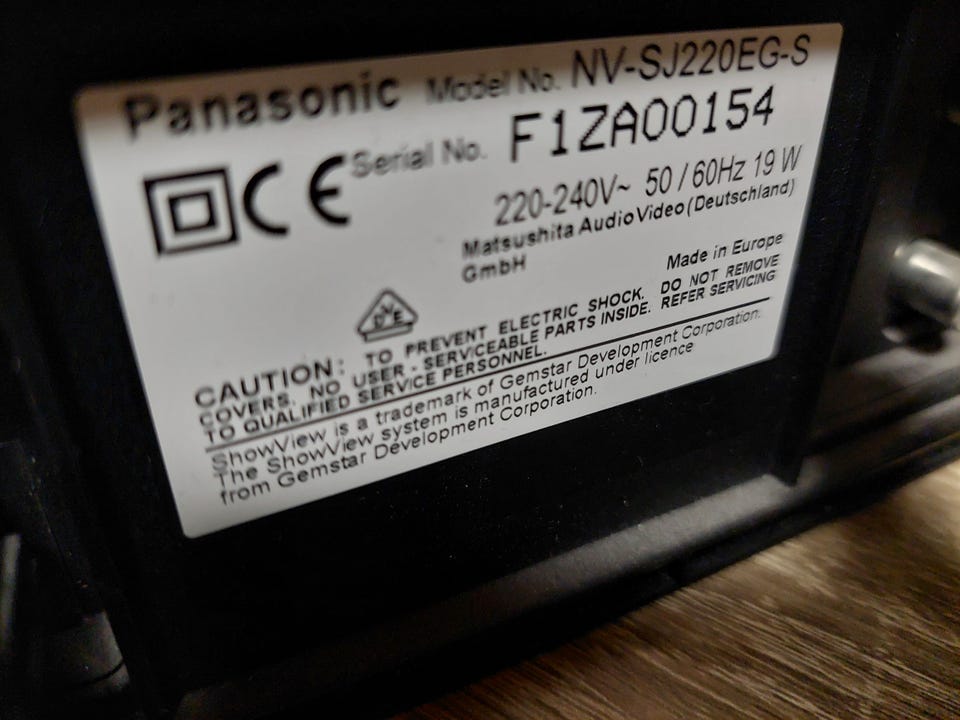 Panasonic Model No. NV-SJ220EG-S
Serial No. F1ZA00154
CE
220-240V~ 50/60Hz 19 W
Matsushita Audio Video (Deutschland)
GmbH
Made in Europe
VDE
CAUTION: TO PREVENT ELECTRIC SHOCK. DO NOT REMOVE
COVERS. NO USER - SERVICEABLE PARTS INSIDE. REFER SERVICING
TO QUALIFIED SERVICE PERSONNEL.
ShowView is a trademark of Gemstar Development Corporation.
The ShowView system is manufactured under licence
from Gemstar Development Corporation.